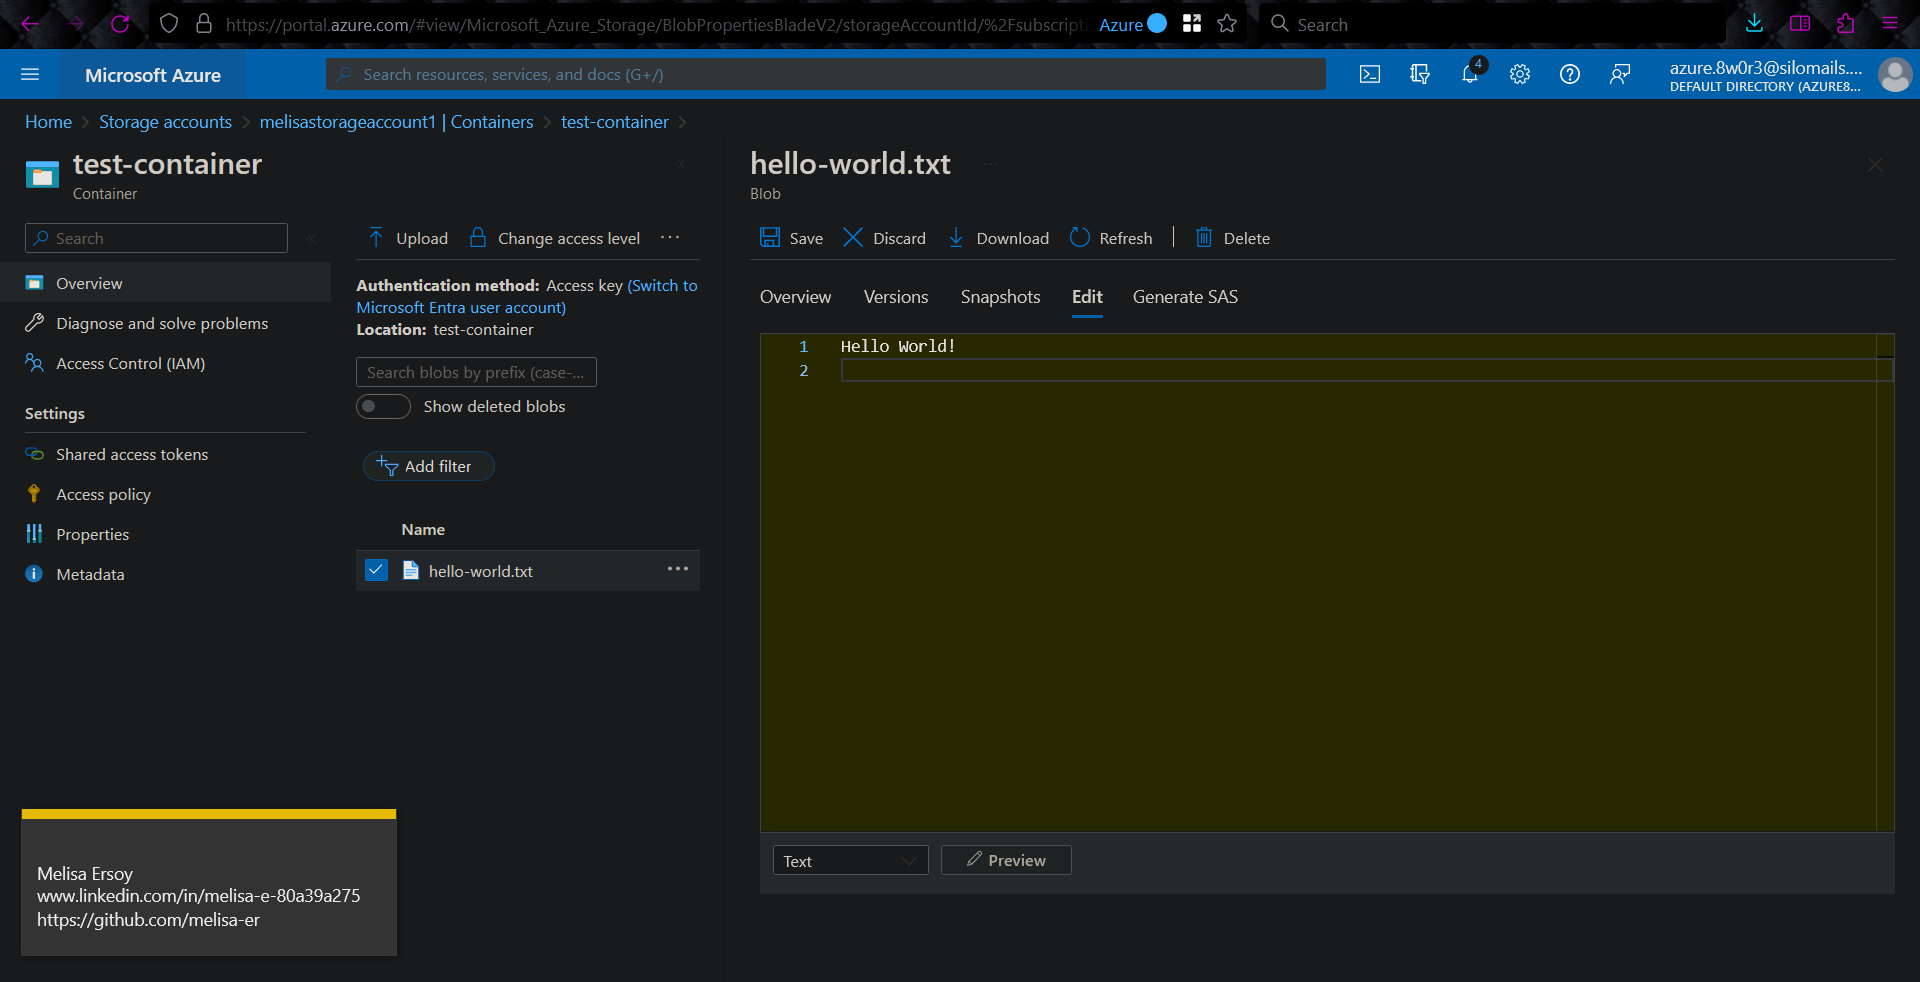 https://portal.azure.com/#view/Microsoft_Azure_Storage/BlobPropertiesBladeV2/storageAccountId/%2Fsubscripti
Azure
Search
Microsoft Azure
Search resources, services, and docs (G+/)
4
azure.8w0r3@silomails....
DEFAULT DIRECTORY (AZURE8...
Home > Storage accounts > melisastorageaccount1 | Containers > test-container >
test-container
Container
Search
Overview
Diagnose and solve problems
Access Control (IAM)
Settings
Shared access tokens
Access policy
Properties
Metadata
Upload
Change access level
...
Authentication method: Access key (Switch to
Microsoft Entra user account)
Location: test-container
Search blobs by prefix (case-...
Show deleted blobs
Add filter
Name
hello-world.txt
...
hello-world.txt
...
Blob
Save
Discard
Download
Refresh
Delete
Overview
Versions
Snapshots
Edit
Generate SAS
1 Hello World!
2
Text
Preview
Melisa Ersoy
www.linkedin.com/in/melisa-e-80a39a275
https://github.com/melisa-er